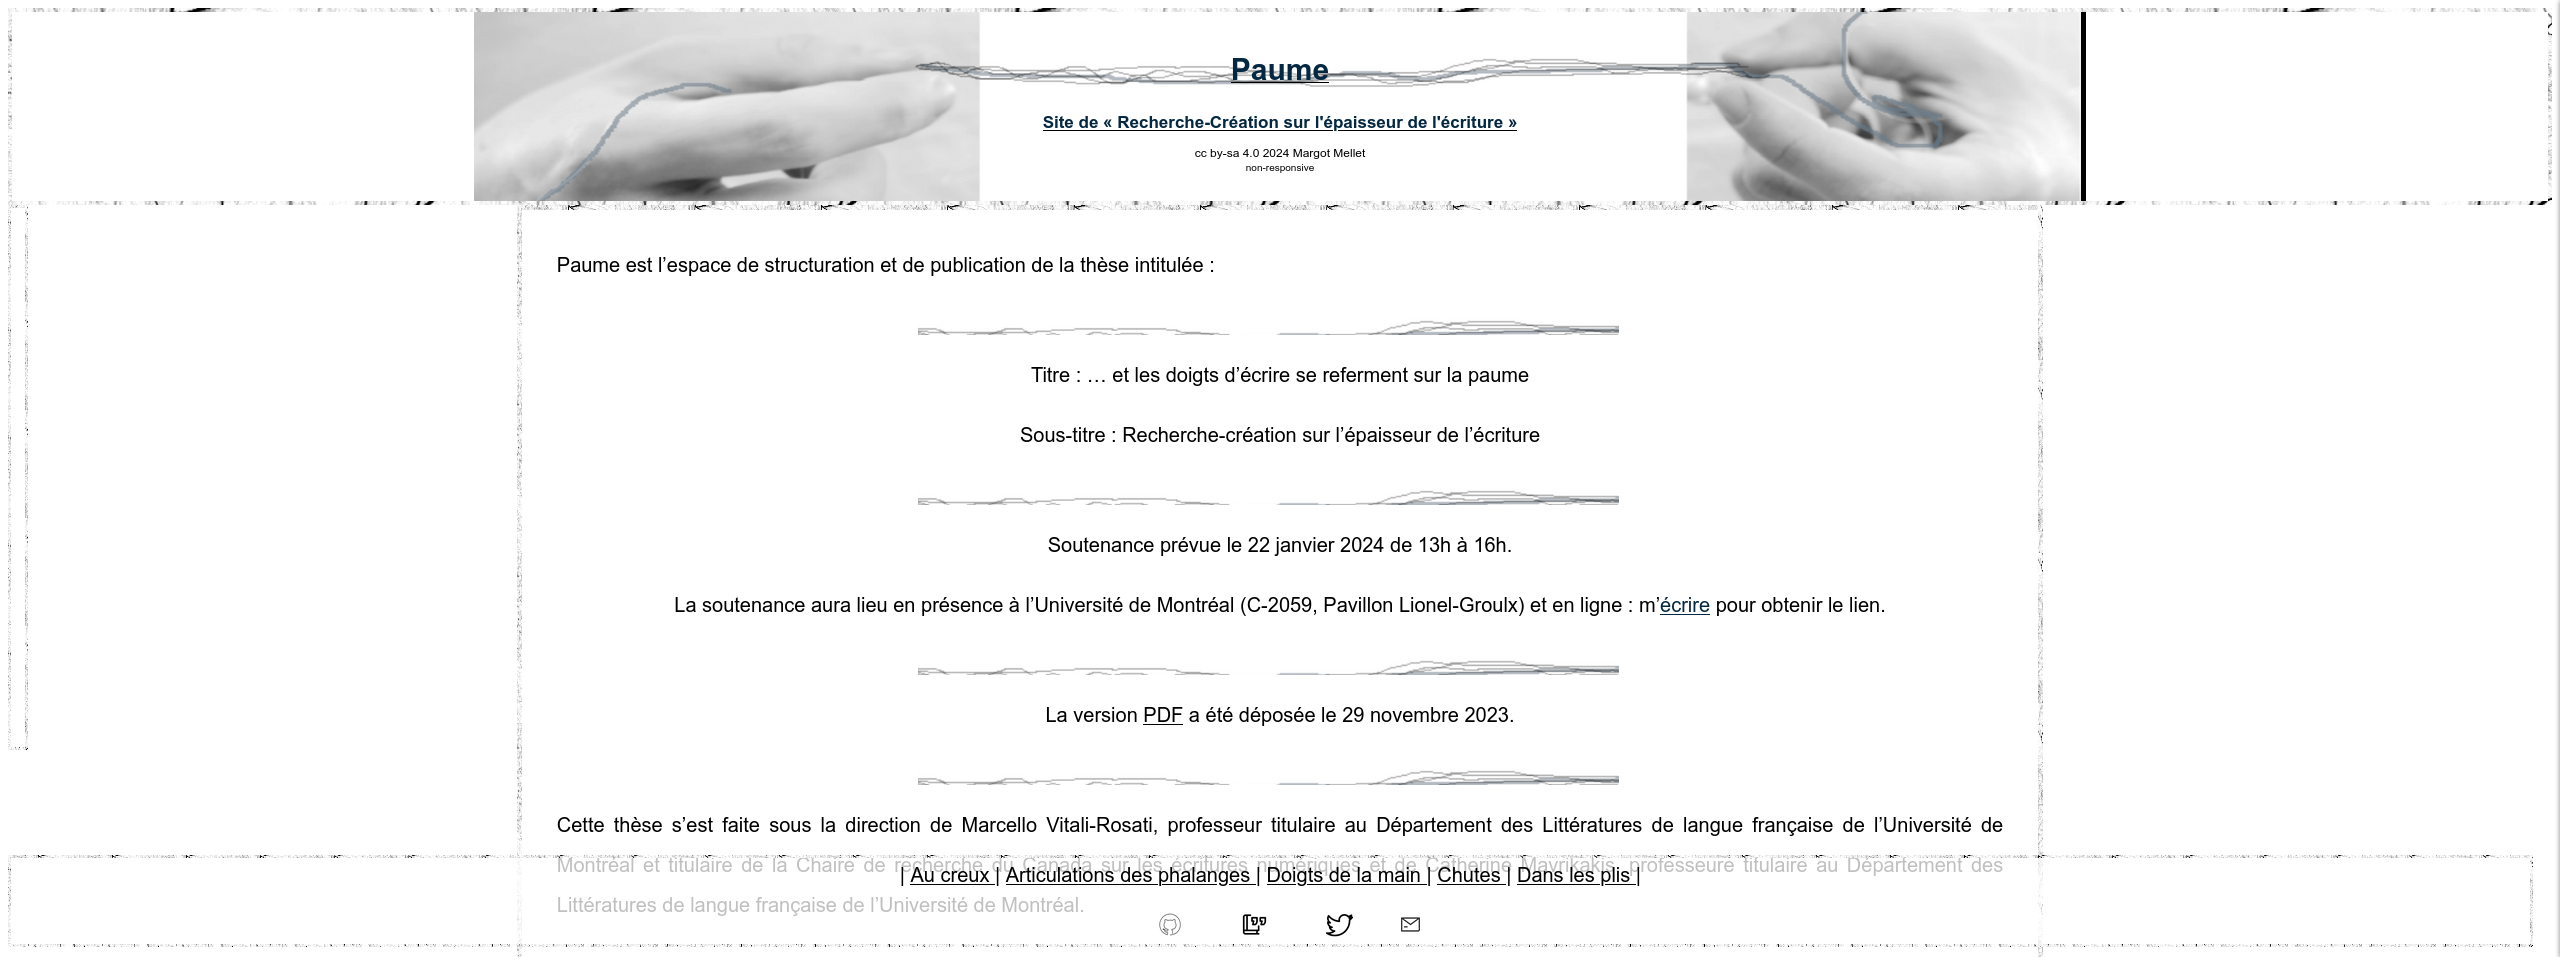 Paume
Site de « Recherche-Création sur l'épaisseur de l'écriture »
cc by-sa 4.0 2024 Margot Mellet
non-responsive
Paume est l’espace de structuration et de publication de la thèse intitulée :
Titre : … et les doigts d’écrire se referment sur la paume
Sous-titre : Recherche-création sur l’épaisseur de l’écriture
Soutenance prévue le 22 janvier 2024 de 13h à 16h.
La soutenance aura lieu en présence à l’Université de Montréal (C-2059, Pavillon Lionel-Groulx) et en ligne : m’écrire pour obtenir le lien.
La version PDF a été déposée le 29 novembre 2023.
Cette thèse s’est faite sous la direction de Marcello Vitali-Rosati, professeur titulaire au Département des Littératures de langue française de l’Université de
Montréal et titulaire de la Chaire de recherche du Canada sur les écritures numériques et de Catherine Mavrikakis, professeure titulaire au Département des
| Au creux | Articulations des phalanges | Doigts de la main | Chutes | Dans les plis |
Littératures de langue française de l’Université de Montréal.